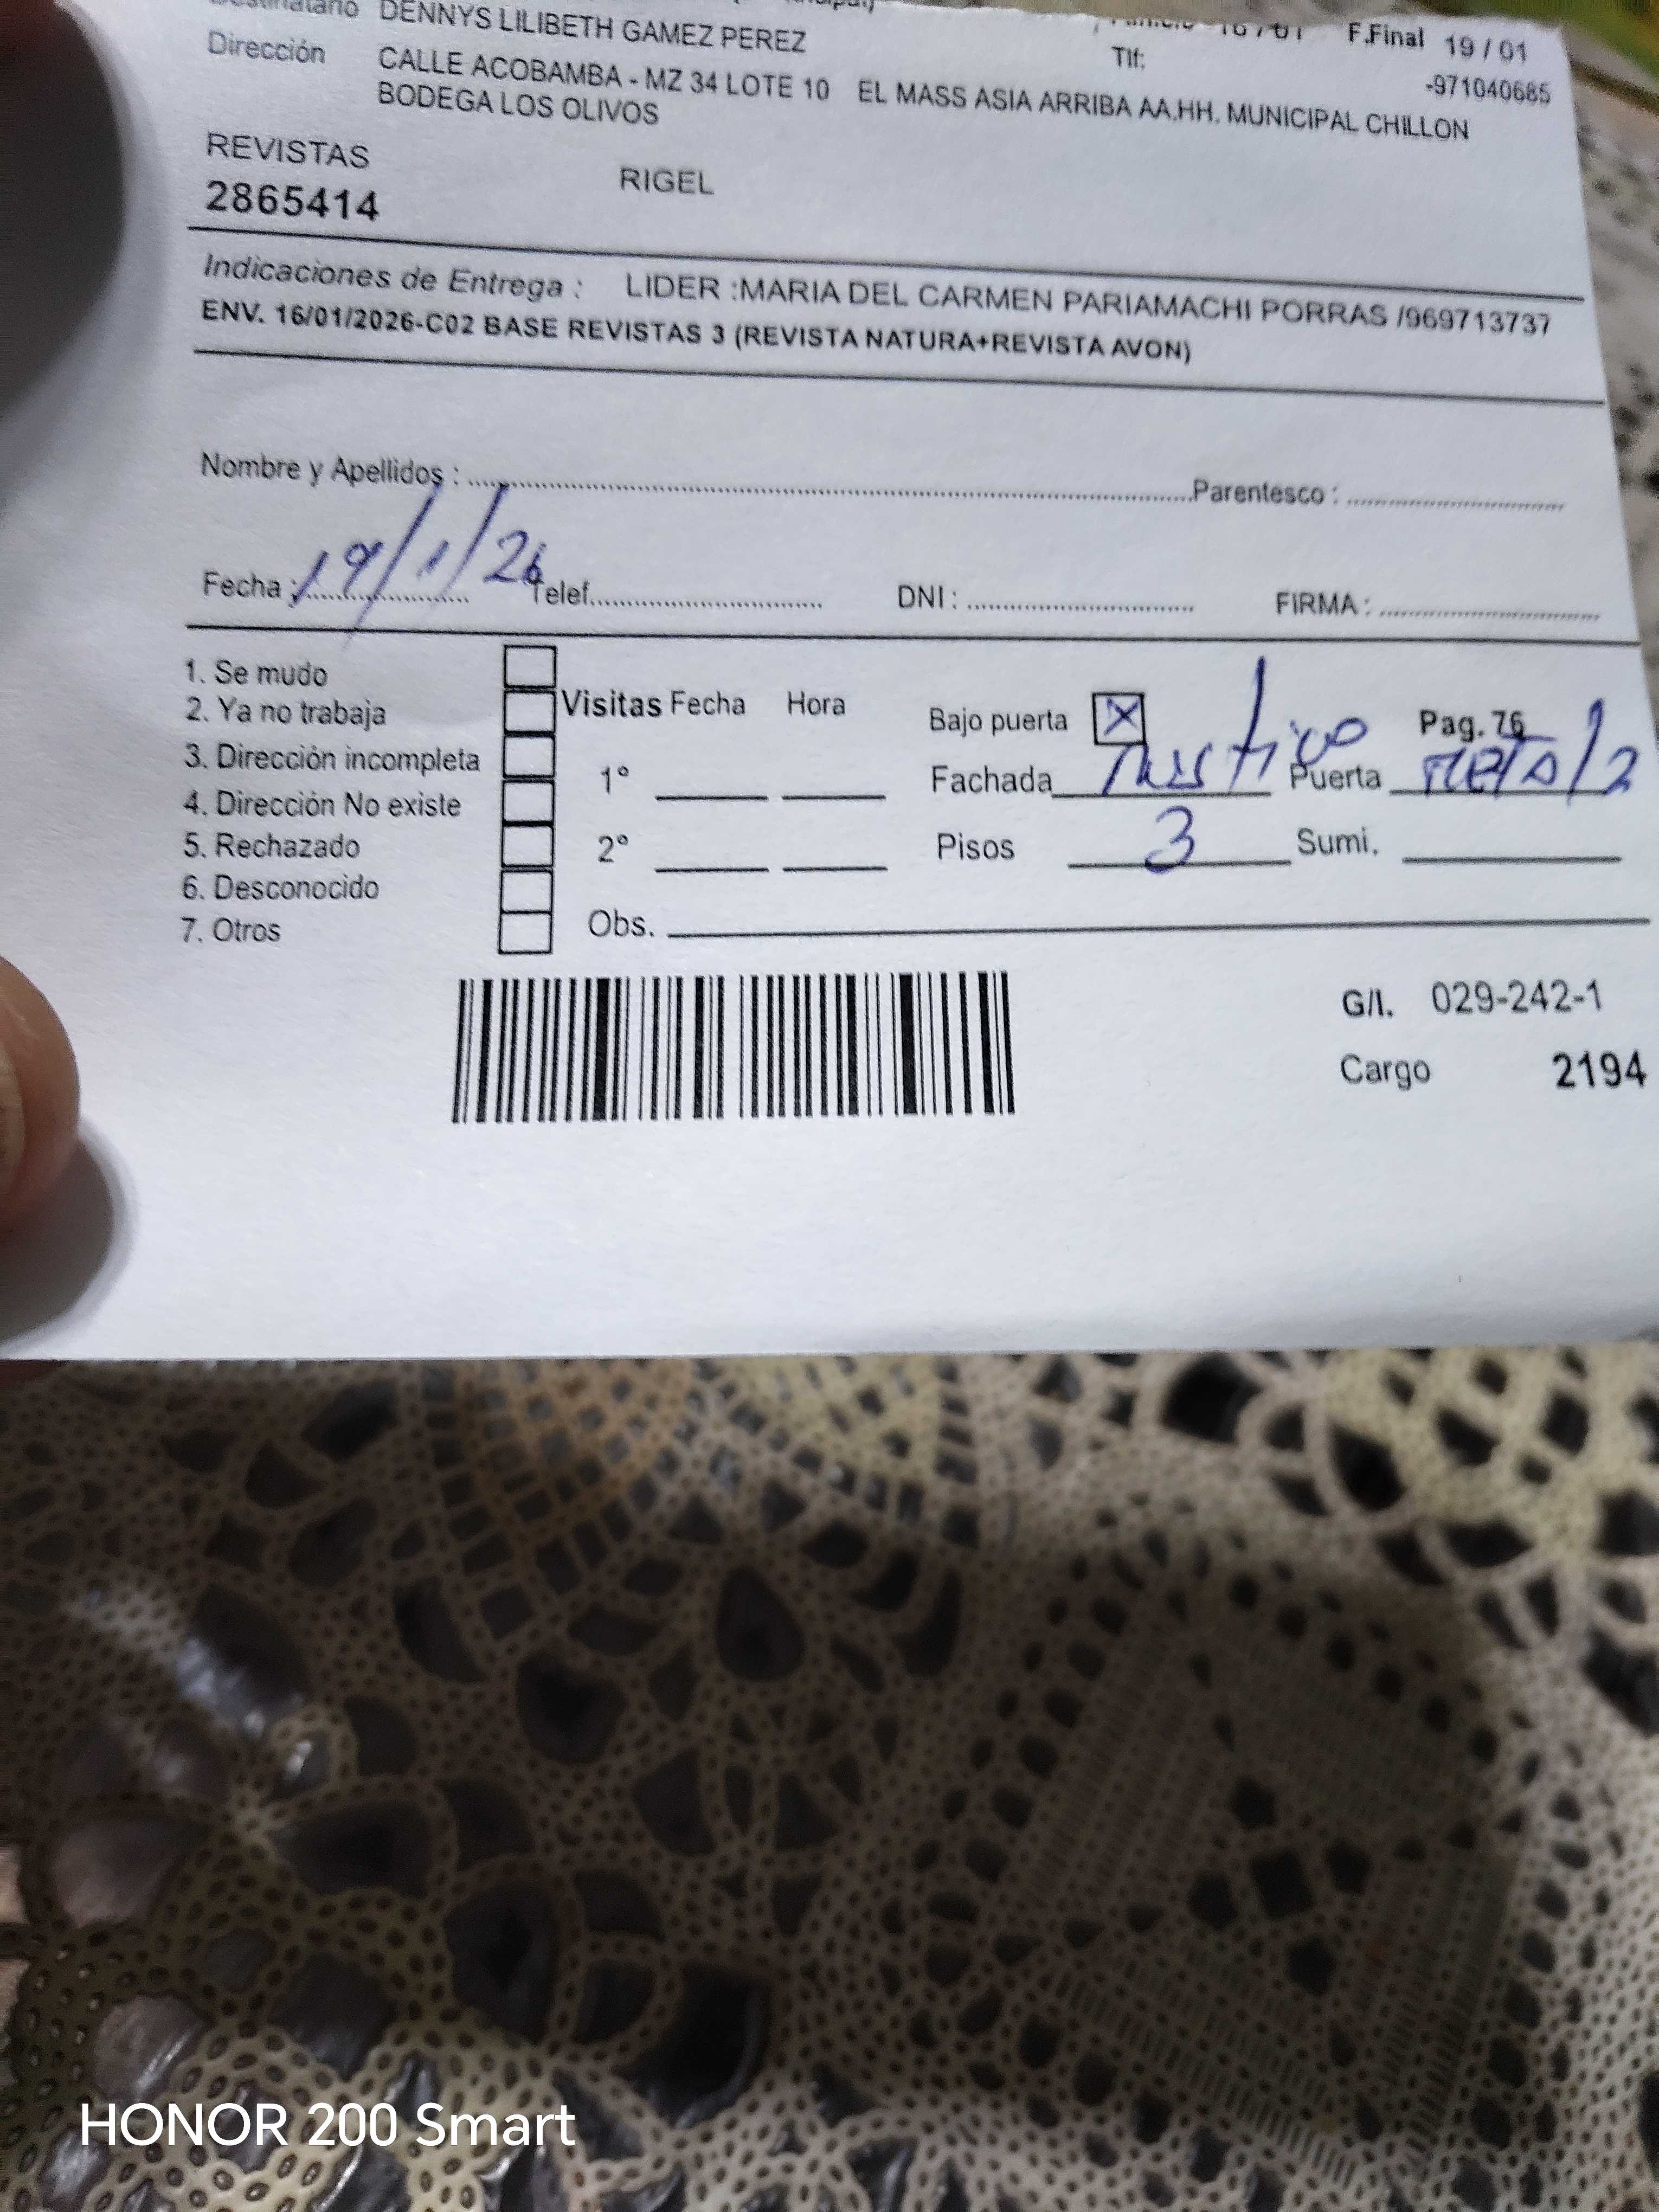 Destinatario DENNYS LILIBETH GAMEZ PEREZ F.Final 19 / 01
Dirección CALLE ACOBAMBA - MZ 34 LOTE 10 EL MASS ASIA ARRIBA AA.HH. MUNICIPAL CHILLON Tlf: -971040685
BODEGA LOS OLIVOS
REVISTAS RIGEL
2865414
Indicaciones de Entrega : LIDER :MARIA DEL CARMEN PARIAMACHI PORRAS /969713737
ENV. 16/01/2026-C02 BASE REVISTAS 3 (REVISTA NATURA+REVISTA AVON)
Nombre y Apellidos : Parentesco :
Fecha : 19/1/26 Telef. DNI : FIRMA :
1. Se mudo
2. Ya no trabaja Visitas Fecha Hora Bajo puerta X Pag. 76
3. Dirección incompleta 1° Fachada rustico Puerta metal/2
4. Dirección No existe
5. Rechazado 2° Pisos 3 Sumi.
6. Desconocido
7. Otros Obs.
G/I. 029-242-1
Cargo 2194
HONOR 200 Smart